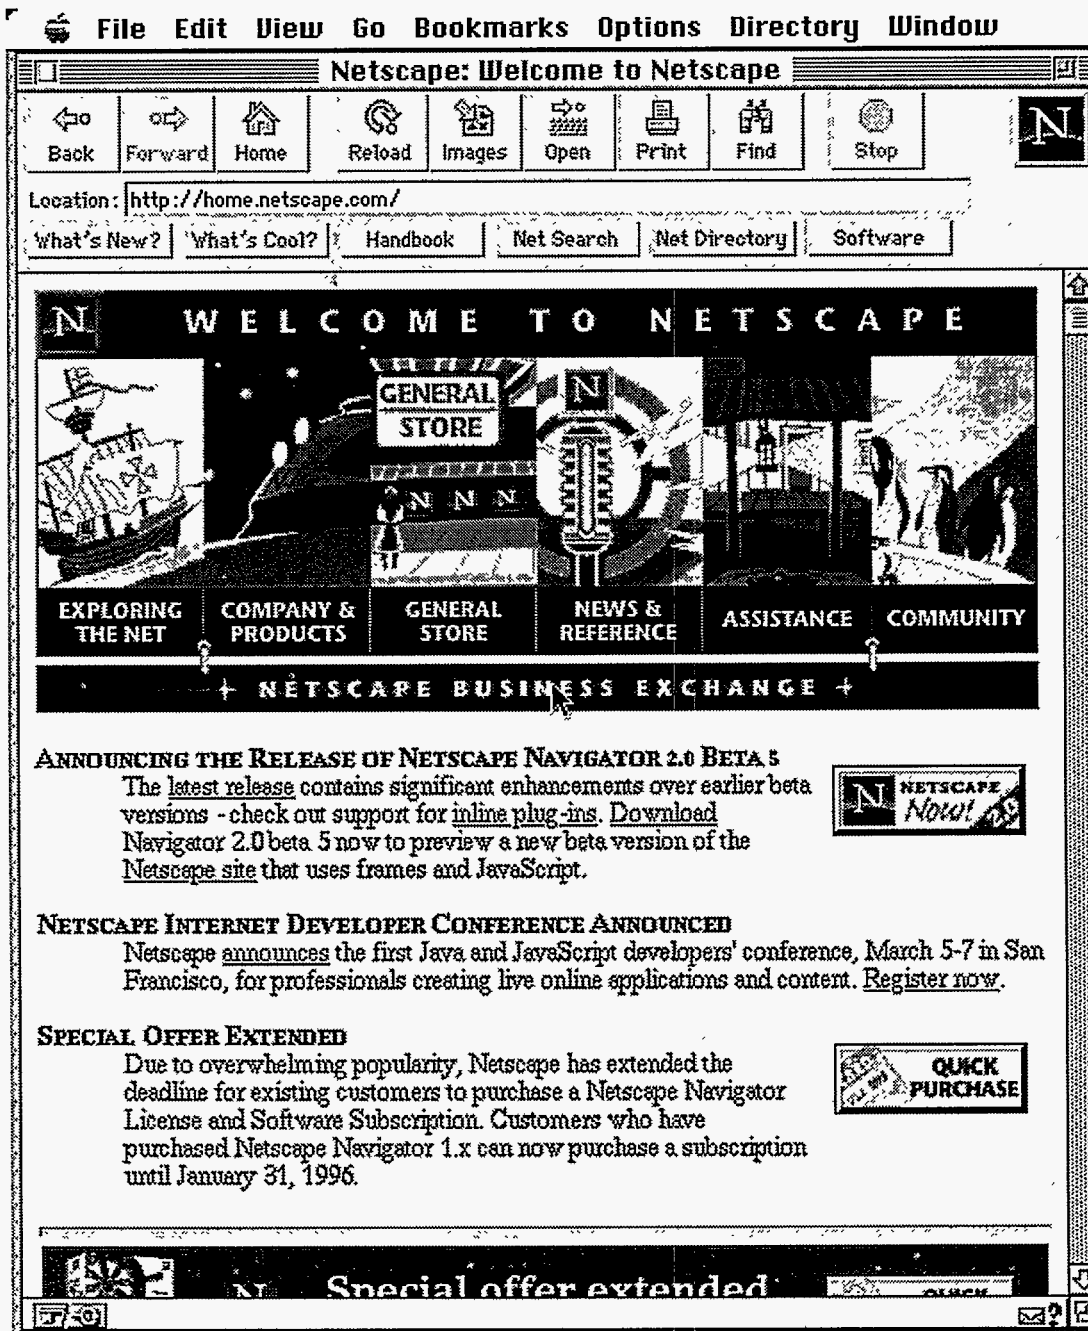 File Edit View Go Bookmarks Options Directory Window
Netscape: Welcome to Netscape
Back Forward Home Reload Images Open Print Find Stop
N
Location: http://home.netscape.com/
What's New? What's Cool? Handbook Net Search Net Directory Software
N WELCOME TO NETSCAPE
GENERAL
STORE
N
N N N
EXPLORING
THE NET
COMPANY &
PRODUCTS
GENERAL
STORE
NEWS &
REFERENCE
ASSISTANCE
COMMUNITY
NETSCAPE BUSINESS EXCHANGE
ANNOUNCING THE RELEASE OF NETSCAPE NAVIGATOR 2.0 BETA 5
The latest release contains significant enhancements over earlier beta
versions - check out support for inline plug-ins. Download
Navigator 2.0 beta 5 now to preview a new beta version of the
Netscape site that uses frames and JavaScript.
N NETSCAPE
Now! 2.0
NETSCAPE INTERNET DEVELOPER CONFERENCE ANNOUNCED
Netscape announces the first Java and JavaScript developers' conference, March 5-7 in San
Francisco, for professionals creating live online applications and content. Register now.
SPECIAL OFFER EXTENDED
Due to overwhelming popularity, Netscape has extended the
deadline for existing customers to purchase a Netscape Navigator
License and Software Subscription. Customers who have
purchased Netscape Navigator 1.x can now purchase a subscription
until January 31, 1996.
QUICK
PURCHASE
N Special offer extended
QUICK